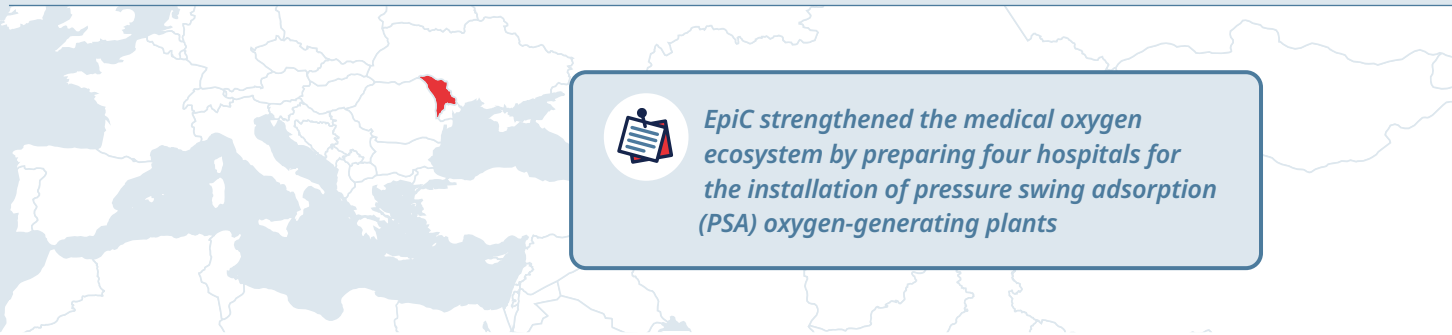 EpiC strengthened the medical oxygen
ecosystem by preparing four hospitals for
the installation of pressure swing adsorption
(PSA) oxygen-generating plants